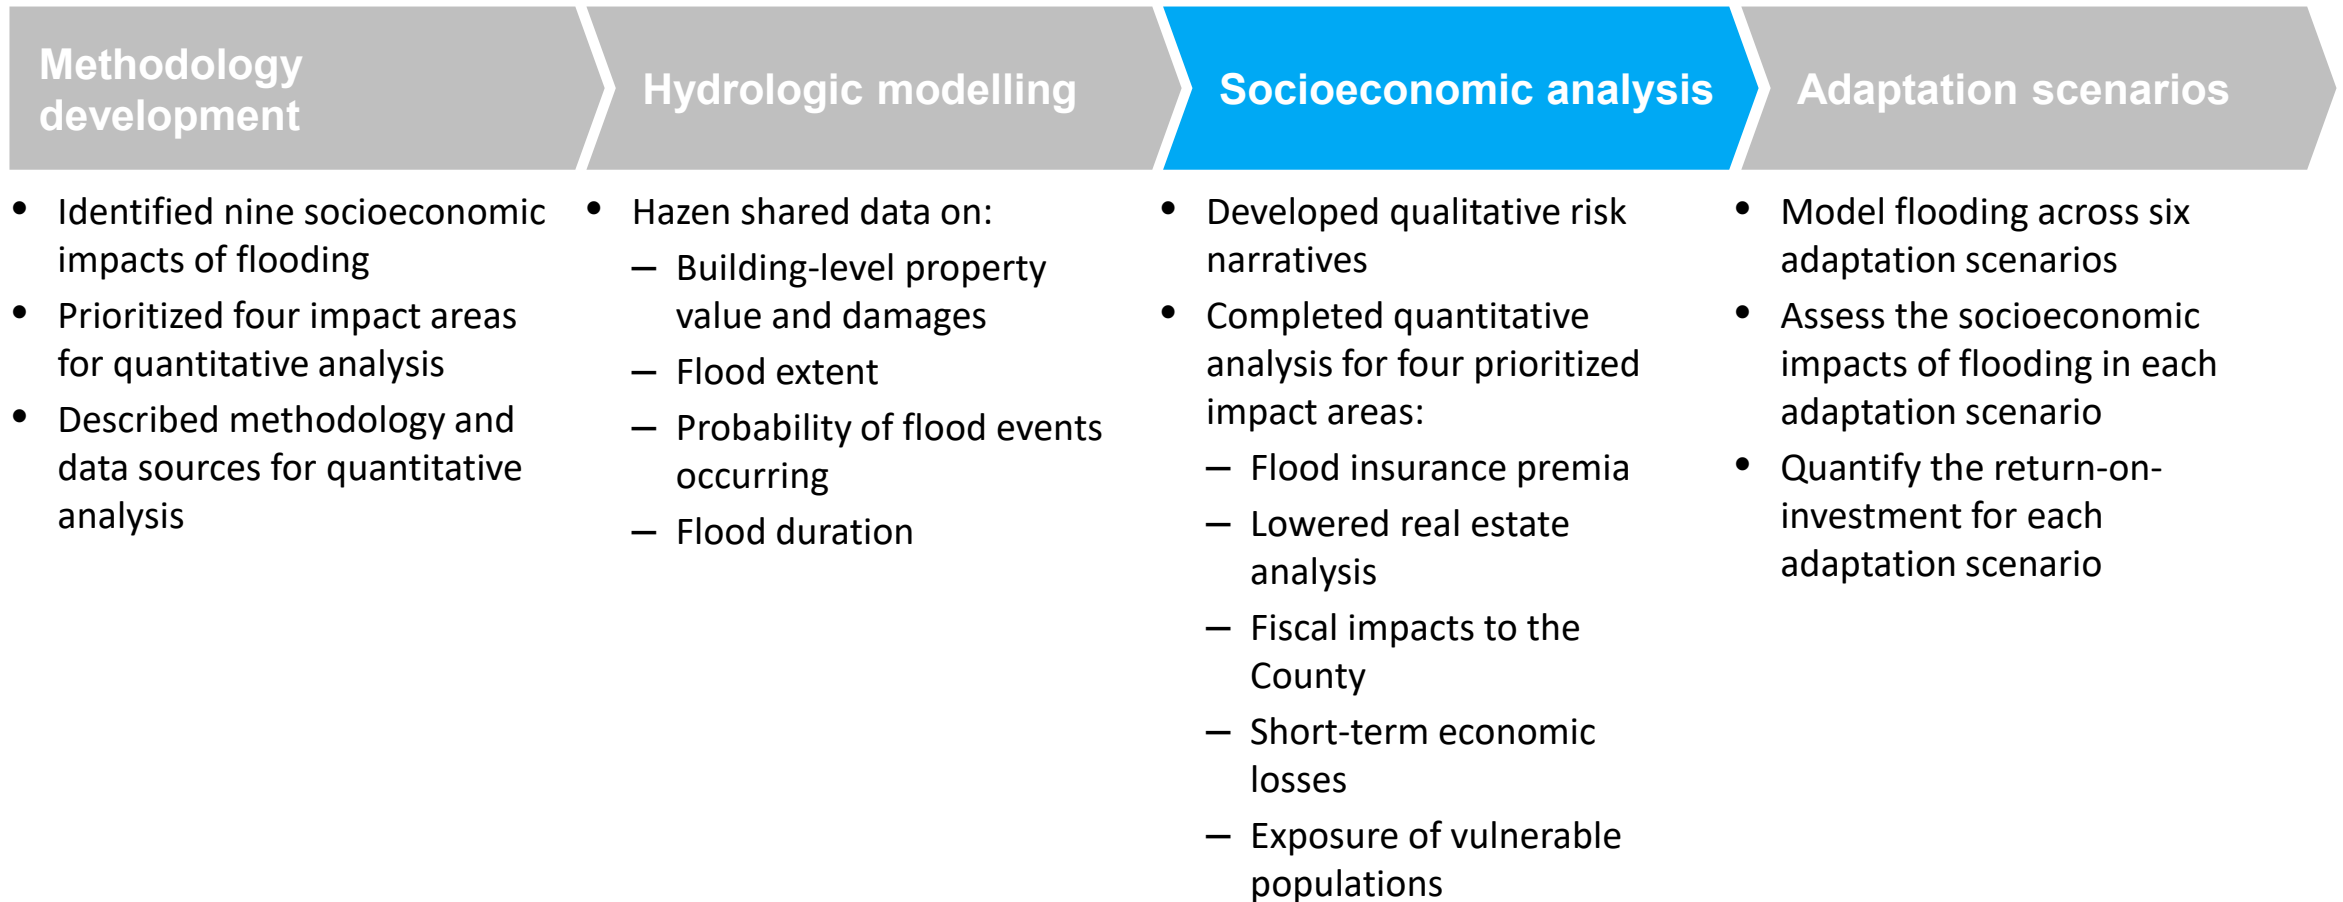 Methodology
development
Hydrologic modelling
Socioeconomic analysis
Adaptation scenarios
• Identified nine socioeconomic
impacts of flooding
• Prioritized four impact areas
for quantitative analysis
• Described methodology and
data sources for quantitative
analysis
• Hazen shared data on:
– Building-level property
value and damages
– Flood extent
– Probability of flood events
occurring
– Flood duration
• Developed qualitative risk
narratives
• Completed quantitative
analysis for four prioritized
impact areas:
– Flood insurance premia
– Lowered real estate
analysis
– Fiscal impacts to the
County
– Short-term economic
losses
– Exposure of vulnerable
populations
• Model flooding across six
adaptation scenarios
• Assess the socioeconomic
impacts of flooding in each
adaptation scenario
• Quantify the return-on-
investment for each
adaptation scenario